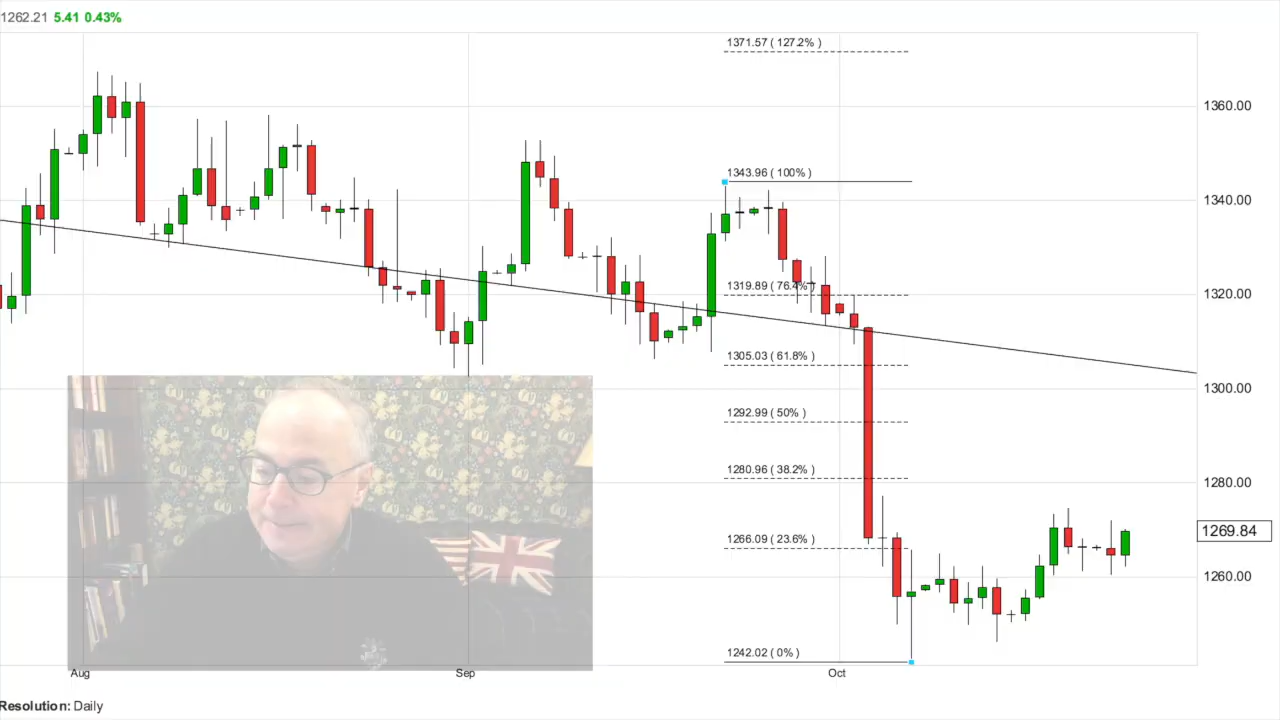 1262.21 5.41 0.43%
1371.57 ( 127.2% )
1360.00
1343.96 ( 100% )
1340.00
1319.89 ( 76.4% )
1320.00
1305.03 ( 61.8% )
1300.00
1292.99 ( 50% )
1280.96 ( 38.2% )
1280.00
1269.84
1266.09 ( 23.6% )
1260.00
1242.02 ( 0% )
Aug Sep Oct
Resolution: Daily